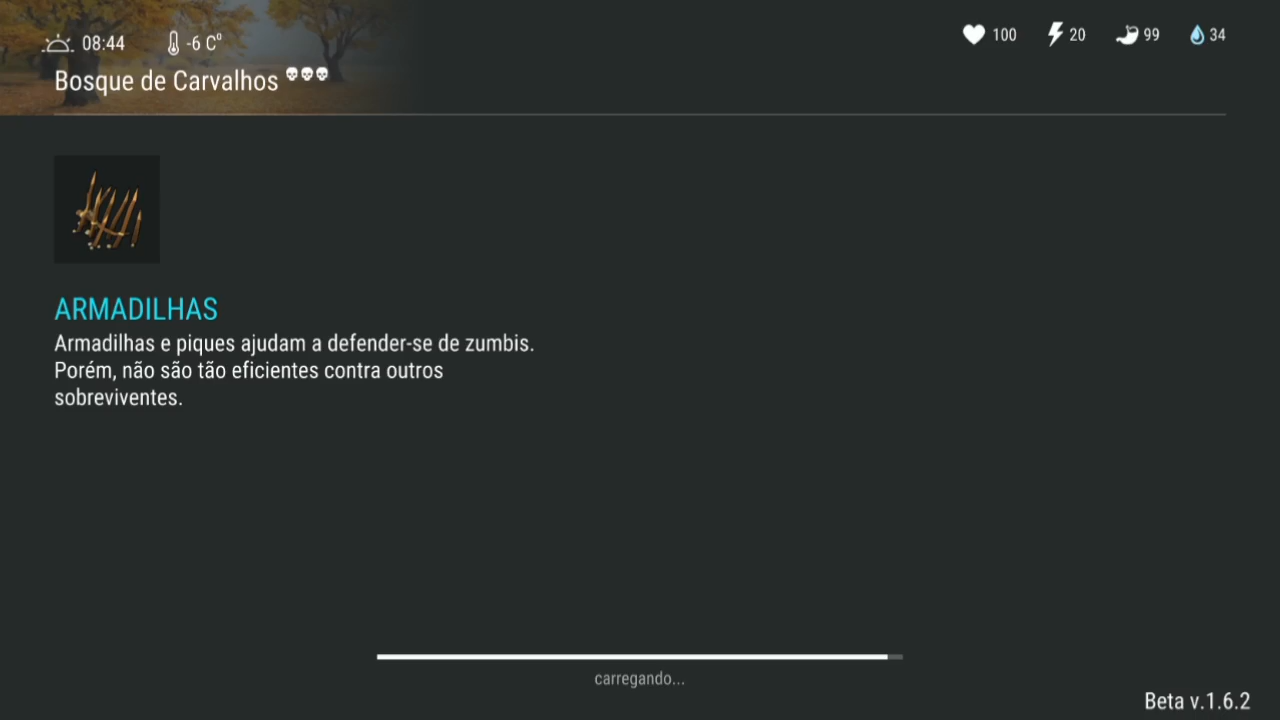 08:44 -6 C⁰
100 20 99 34
Bosque de Carvalhos
ARMADILHAS
Armadilhas e piques ajudam a defender-se de zumbis.
Porém, não são tão eficientes contra outros
sobreviventes.
carregando...
Beta v.1.6.2